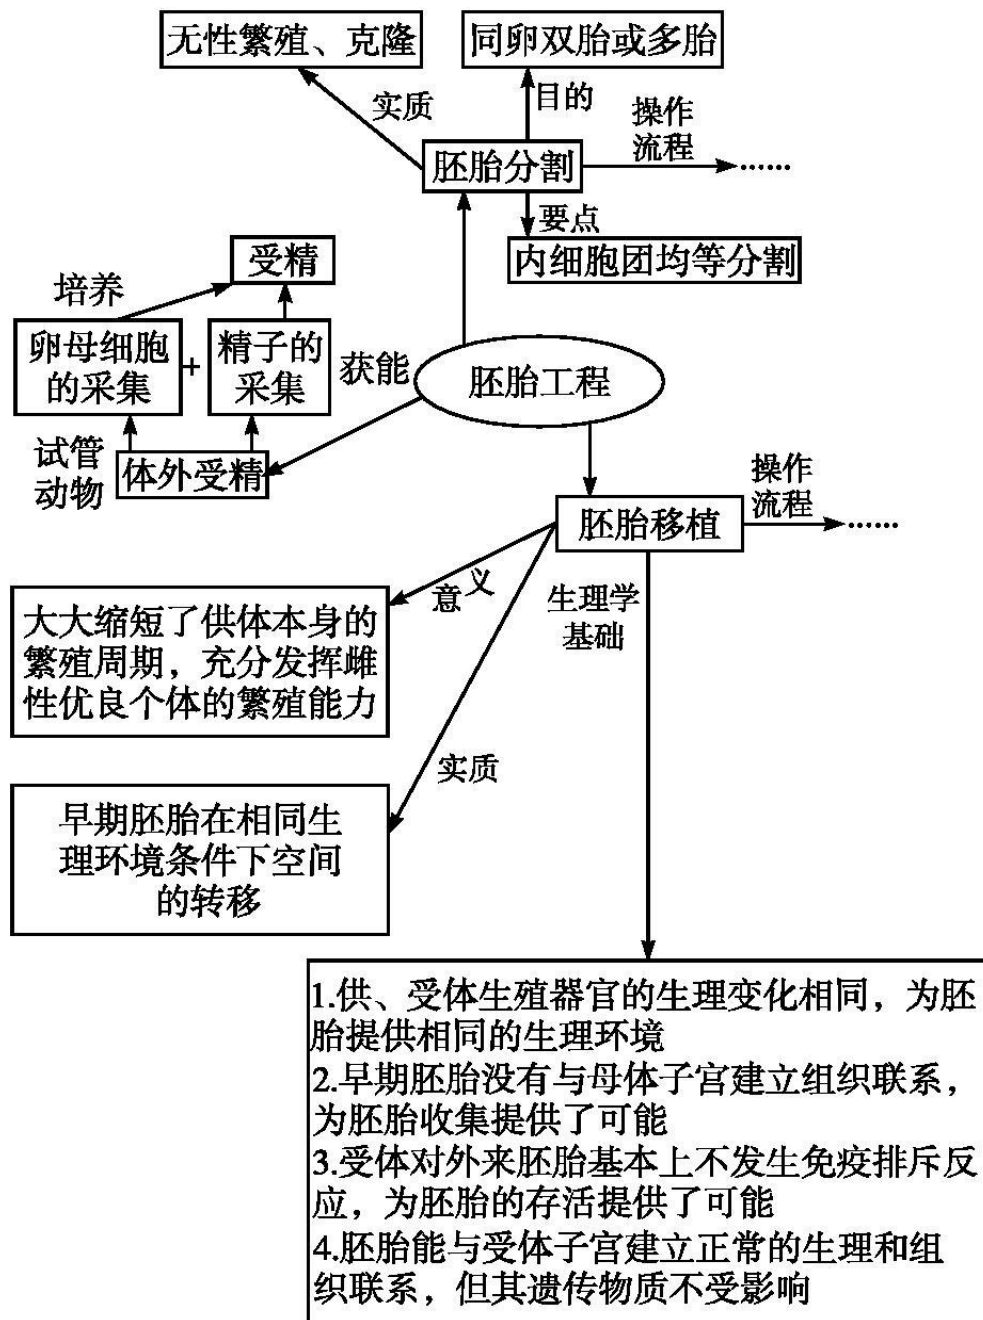 无性繁殖、克隆
同卵双胎或多胎
实质
目的
操作
流程
胚胎分割
……
要点
内细胞团均等分割
受精
培养
卵母细胞
的采集
+
精子的
采集
获能
胚胎工程
试管
动物
体外受精
操作
流程
胚胎移植
……
意义
生理学
基础
大大缩短了供体本身的
繁殖周期，充分发挥雌
性优良个体的繁殖能力
实质
早期胚胎在相同生
理环境条件下空间
的转移
1.供、受体生殖器官的生理变化相同，为胚
胎提供相同的生理环境
2.早期胚胎没有与母体子宫建立组织联系，
为胚胎收集提供了可能
3.受体对外来胚胎基本上不发生免疫排斥反
应，为胚胎的存活提供了可能
4.胚胎能与受体子宫建立正常的生理和组
织联系，但其遗传物质不受影响